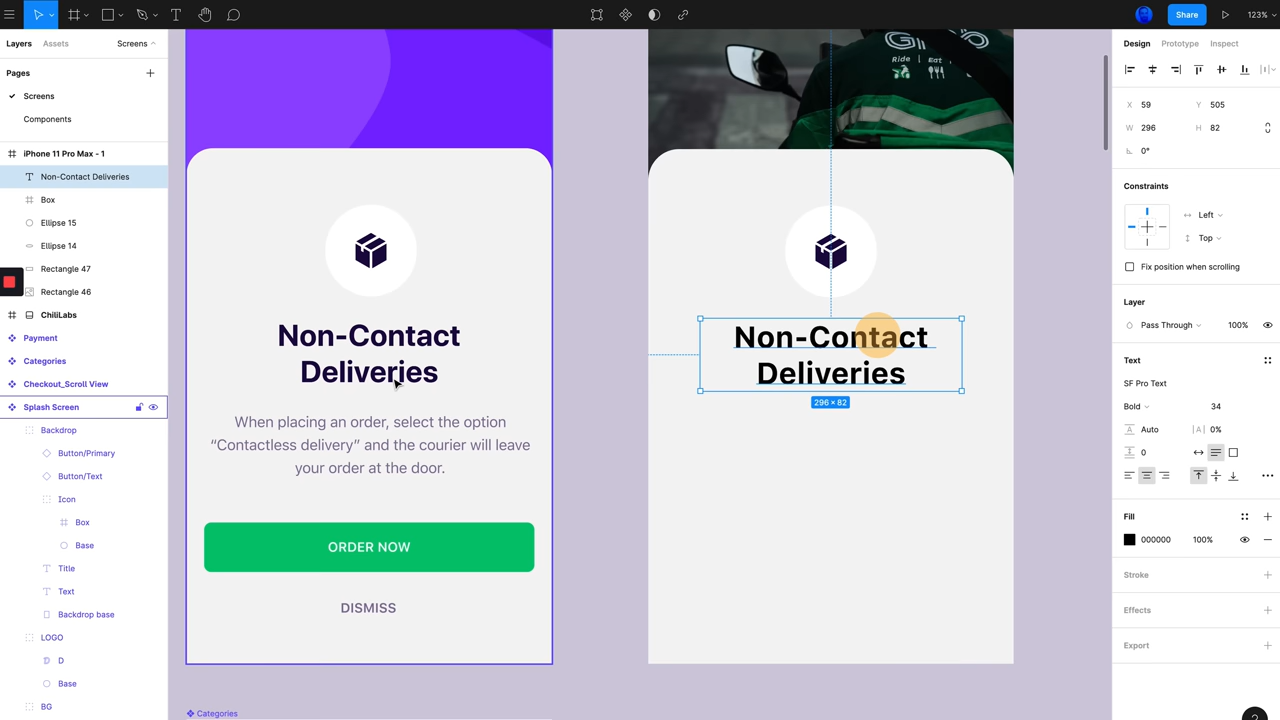 Share
123%
Layers
Assets
Screens
Pages
Screens
Components
iPhone 11 Pro Max - 1
Non-Contact Deliveries
Box
Ellipse 15
Ellipse 14
Rectangle 47
Rectangle 46
ChiliLabs
Payment
Categories
Checkout_Scroll View
Splash Screen
Backdrop
Button/Primary
Button/Text
Icon
Box
Base
Title
Text
Backdrop base
LOGO
D
Base
BG
Non-Contact
Deliveries
When placing an order, select the option
“Contactless delivery” and the courier will leave
your order at the door.
ORDER NOW
DISMISS
Categories
Grab
Ride | Eat
Non-Contact
Deliveries
296 × 82
Design
Prototype
Inspect
X 59
Y 505
W 296
H 82
0°
Constraints
Left
Top
Fix position when scrolling
Layer
Pass Through
100%
Text
SF Pro Text
Bold
34
Auto
0%
0
Fill
000000
100%
Stroke
Effects
Export
?